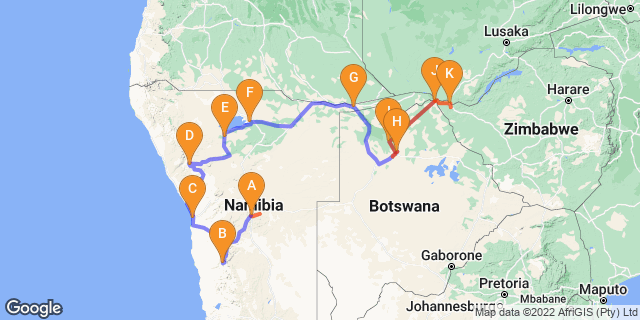 Lilongwe
Lusaka
J
K
G
F
E
I
H
Harare
D
Zimbabwe
A
C
Namibia
Botswana
B
Gaborone
Pretoria
Mbabane
Maputo
Johannesburg
Google
Map data ©2022 AfriGIS (Pty) Ltd